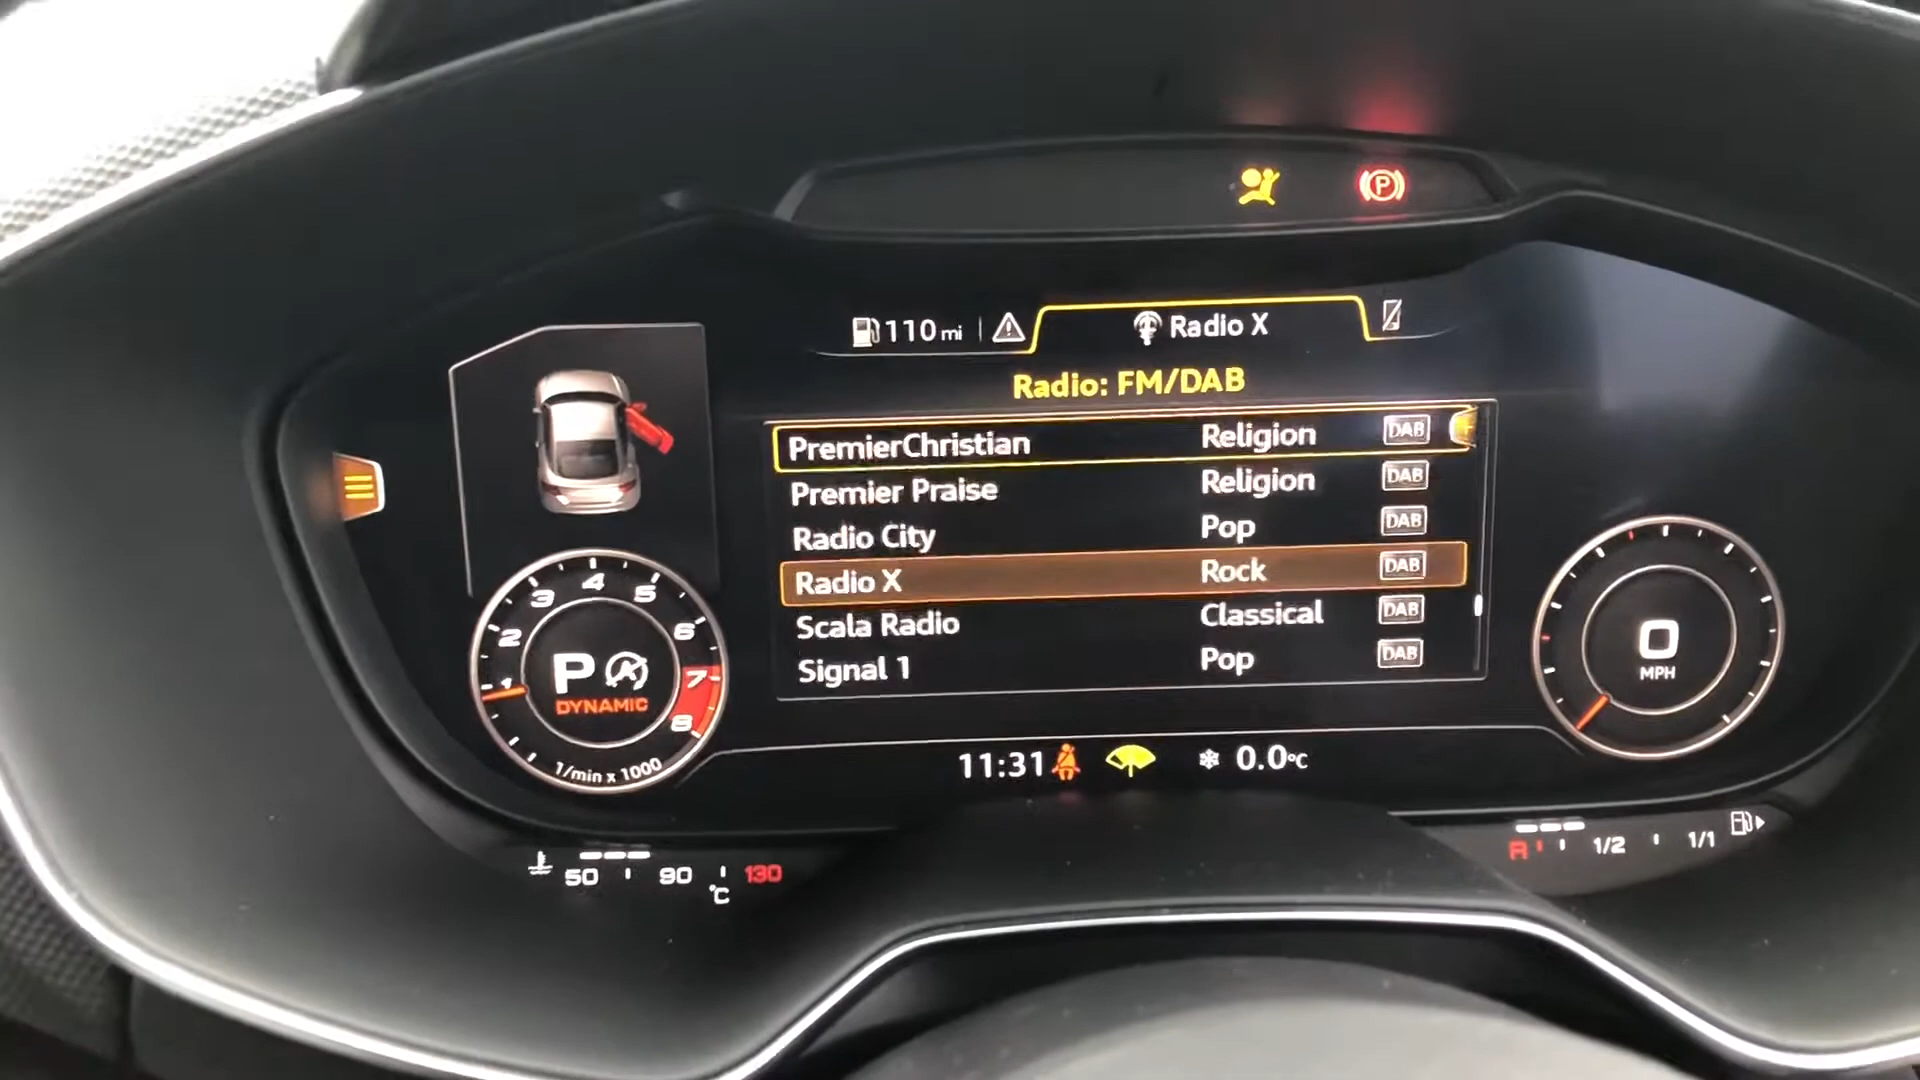 P
110 mi
Radio X
Radio: FM/DAB
PremierChristian Religion DAB
Premier Praise Religion DAB
Radio City Pop DAB
Radio X Rock DAB
Scala Radio Classical DAB
Signal 1 Pop DAB
1 2 3 4 5 6 7 8
P A
DYNAMIC
1/min x 1000
0
MPH
11:31 0.0°C
50 90 130
°C
R 1/2 1/1